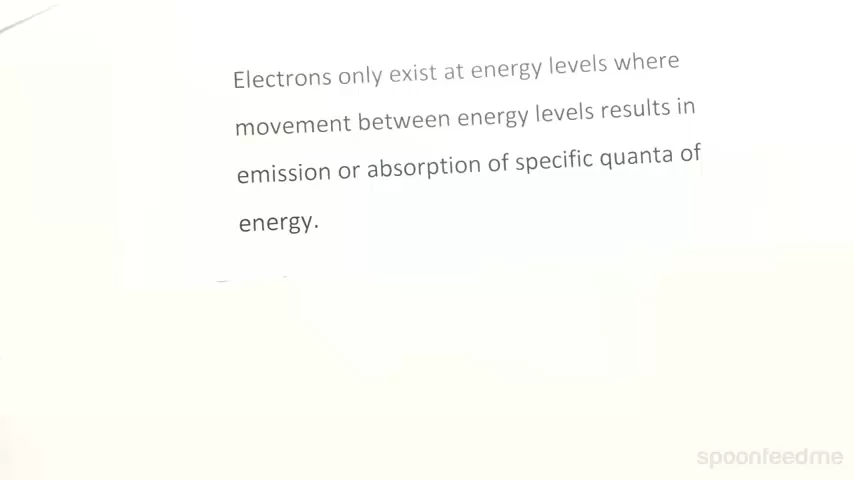 Electrons only exist at energy levels where
movement between energy levels results in
emission or absorption of specific quanta of
energy.
spoonfeedme